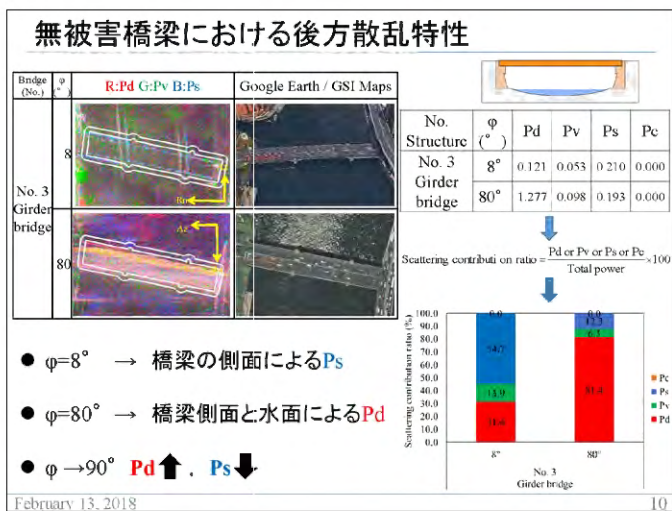 無被害橋梁における後方散乱特性
Bridge (No.) φ (°) R:Pd G:Pv B:Ps Google Earth / GSI Maps
No. 3 Girder bridge
8
80
Az
No. Structure φ (°) Pd Pv Ps Pc
No. 3 Girder bridge
8° 0.121 0.053 0.210 0.000
80° 1.277 0.098 0.193 0.000
Scattering contribution ratio = Pd or Pv or Ps or Pc / Total power ×100
Scattering contribution ratio (%)
100.0
90.0
80.0
70.0
60.0
50.0
40.0
30.0
20.0
10.0
0.0
0.0
54.7
13.9
31.4
0.0
12.3
6.3
81.4
8° 80°
No. 3
Girder bridge
Pc
Ps
Pv
Pd
● φ=8° → 橋梁の側面によるPs
● φ=80° → 橋梁側面と水面によるPd
● φ→90° Pd⬆ , Ps⬇
February 13, 2018 10